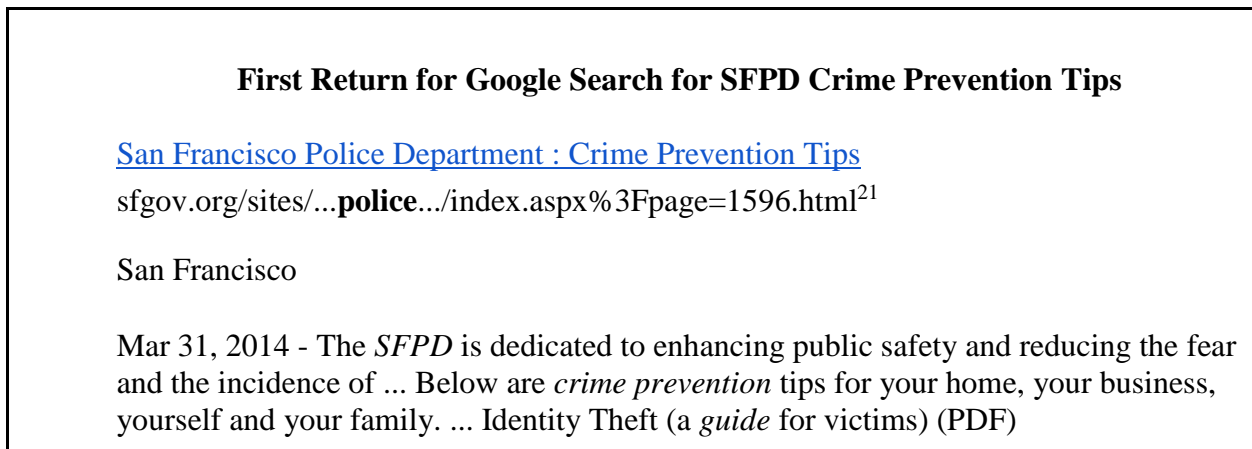 First Return for Google Search for SFPD Crime Prevention Tips
San Francisco Police Department : Crime Prevention Tips
sfgov.org/sites/...police.../index.aspx%3Fpage=1596.html21
San Francisco
Mar 31, 2014 - The SFPD is dedicated to enhancing public safety and reducing the fear
and the incidence of ... Below are crime prevention tips for your home, your business,
yourself and your family. ... Identity Theft (a guide for victims) (PDF)